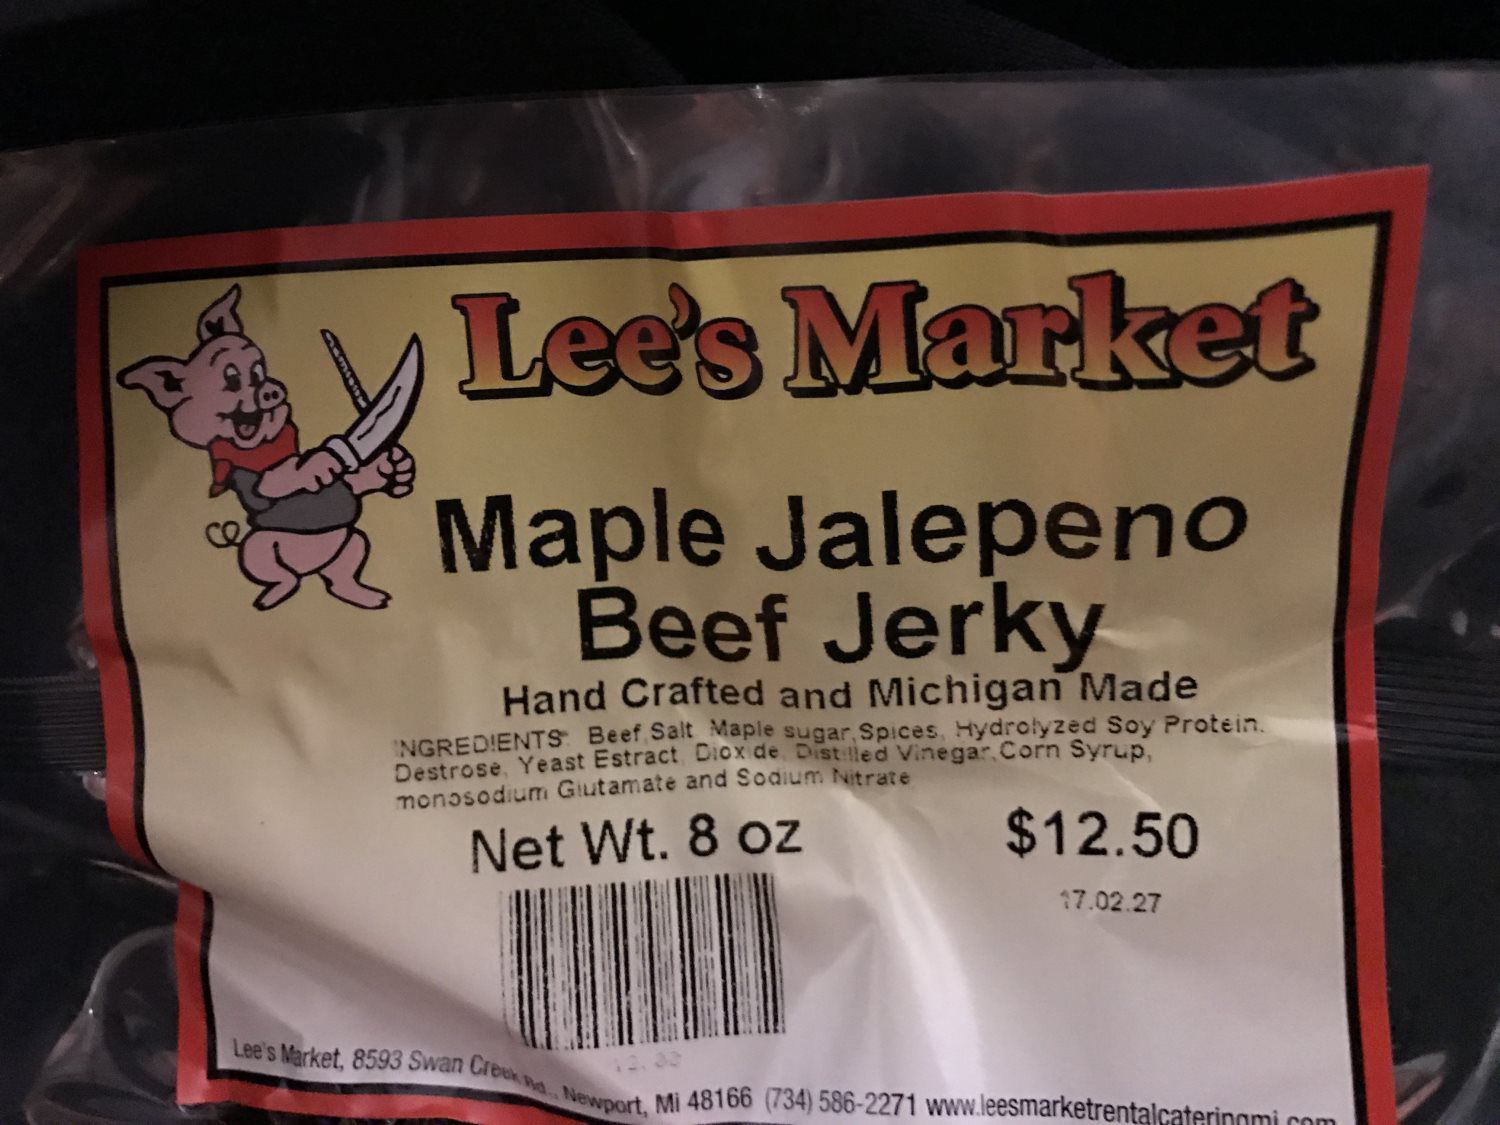 Lee's Market
Maple Jalepeno
Beef Jerky
Hand Crafted and Michigan Made
INGREDIENTS: Beef, Salt, Maple sugar, Spices, Hydrolyzed Soy Protein.
Destrose, Yeast Estract, Dioxide, Distilled Vinegar, Corn Syrup,
monosodium Glutamate and Sodium Nitrate
Net Wt. 8 oz
$12.50
17.02.27
Lee's Market, 8593 Swan Creek Rd., Newport, Mi 48166 (734) 586-2271 www.leesmarketrentalcateringmi.com